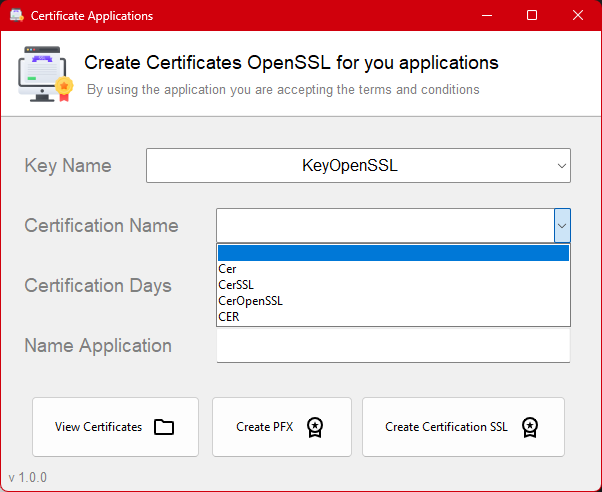 Certificate Applications
Create Certificates OpenSSL for you applications
By using the application you are accepting the terms and conditions
Key Name
KeyOpenSSL
Certification Name
Cer
CerSSL
CerOpenSSL
CER
Certification Days
Name Application
View Certificates
Create PFX
Create Certification SSL
v 1.0.0